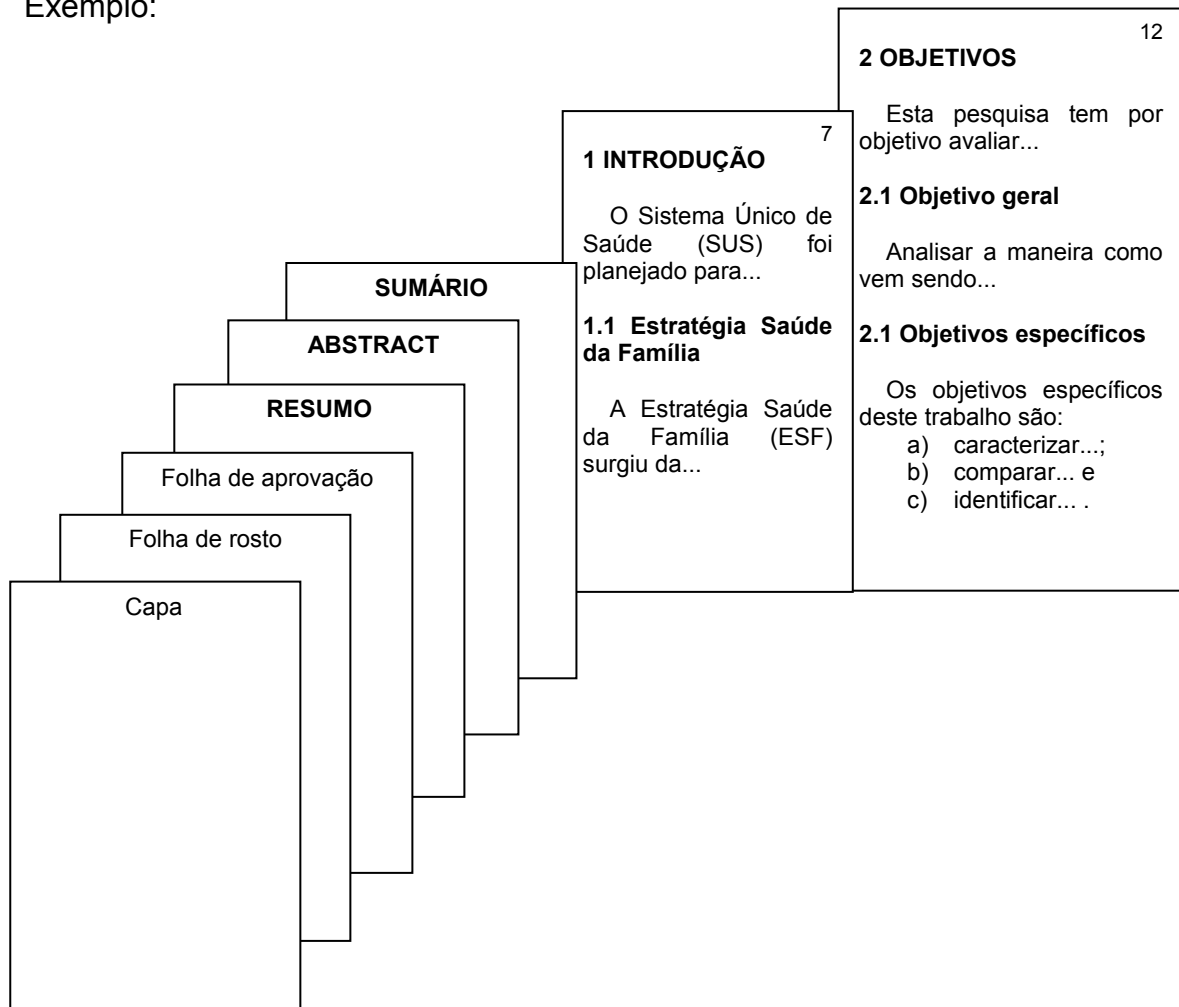 Exemplo:
12
2 OBJETIVOS
Esta pesquisa tem por
objetivo avaliar...
2.1 Objetivo geral
Analisar a maneira como
vem sendo...
2.1 Objetivos específicos
Os objetivos específicos
deste trabalho são:
a) caracterizar...;
b) comparar... e
c) identificar... .
7
1 INTRODUÇÃO
O Sistema Único de
Saúde (SUS) foi
planejado para...
1.1 Estratégia Saúde
da Família
A Estratégia Saúde
da Família (ESF)
surgiu da...
SUMÁRIO
ABSTRACT
RESUMO
Folha de aprovação
Folha de rosto
Capa